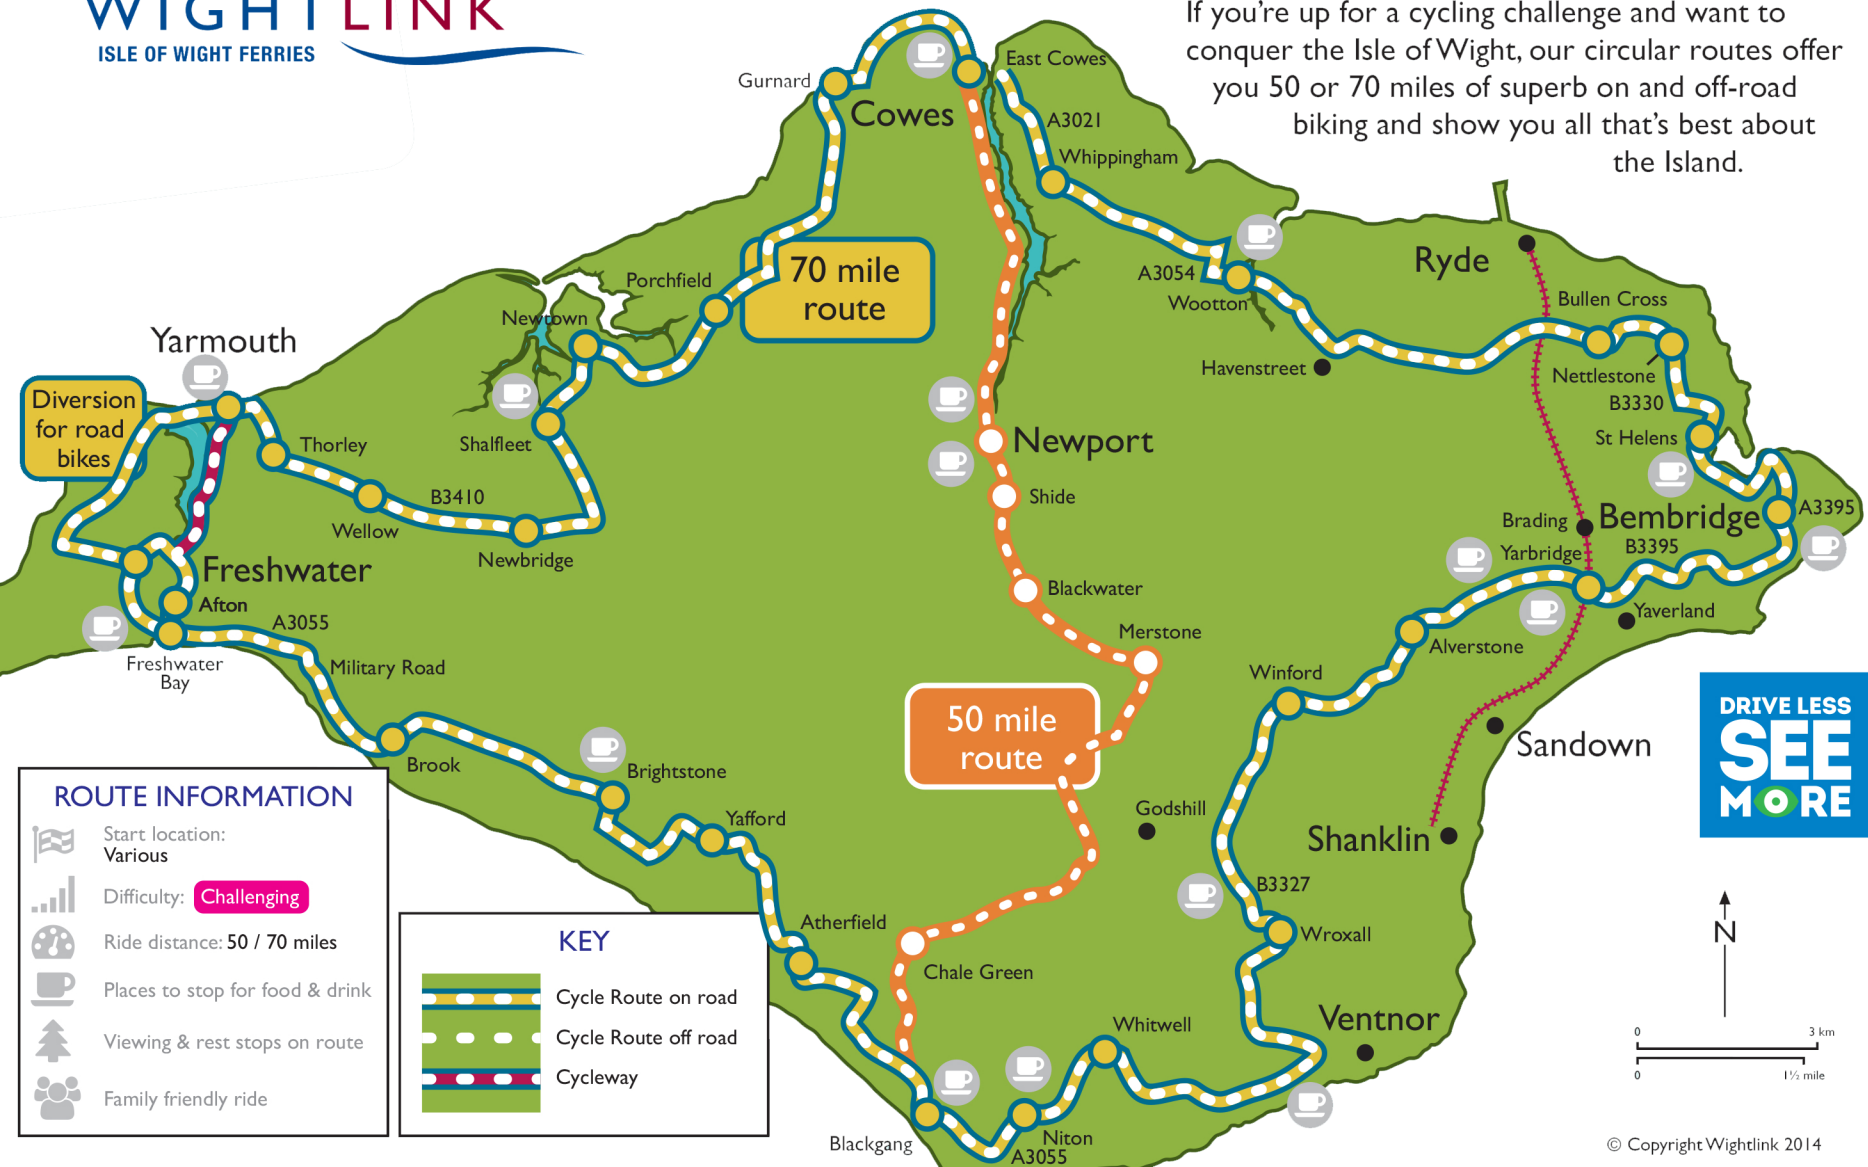 WIGHTLINK
ISLE OF WIGHT FERRIES
If you're up for a cycling challenge and want to
conquer the Isle of Wight, our circular routes offer
you 50 or 70 miles of superb on and off-road
biking and show you all that's best about
the Island.
East Cowes
Gurnard
Cowes
A3021
Whippingham
Ryde
70 mile
route
Porchfield
A3054
Wootton
Bullen Cross
Newtown
Yarmouth
Havenstreet
Nettlestone
B3330
Diversion
for road
bikes
Thorley
Shalfleet
Newport
St Helens
B3410
Shide
Wellow
Newbridge
Brading
Bembridge
A3395
Yarbridge
B3395
Freshwater
Afton
Blackwater
Yaverland
A3055
Merstone
Alverstone
Freshwater
Bay
Military Road
Winford
50 mile
route
Sandown
DRIVE LESS
SEE
MORE
Brook
Brightstone
Godshill
Yafford
Shanklin
ROUTE INFORMATION
Start location:
Various
Difficulty: Challenging
Ride distance: 50 / 70 miles
Places to stop for food & drink
Viewing & rest stops on route
Family friendly ride
KEY
Cycle Route on road
Cycle Route off road
Cycleway
B3327
Atherfield
Wroxall
N
Chale Green
Whitwell
Ventnor
0 3 km
0 1½ mile
Blackgang
Niton
A3055
© Copyright Wightlink 2014